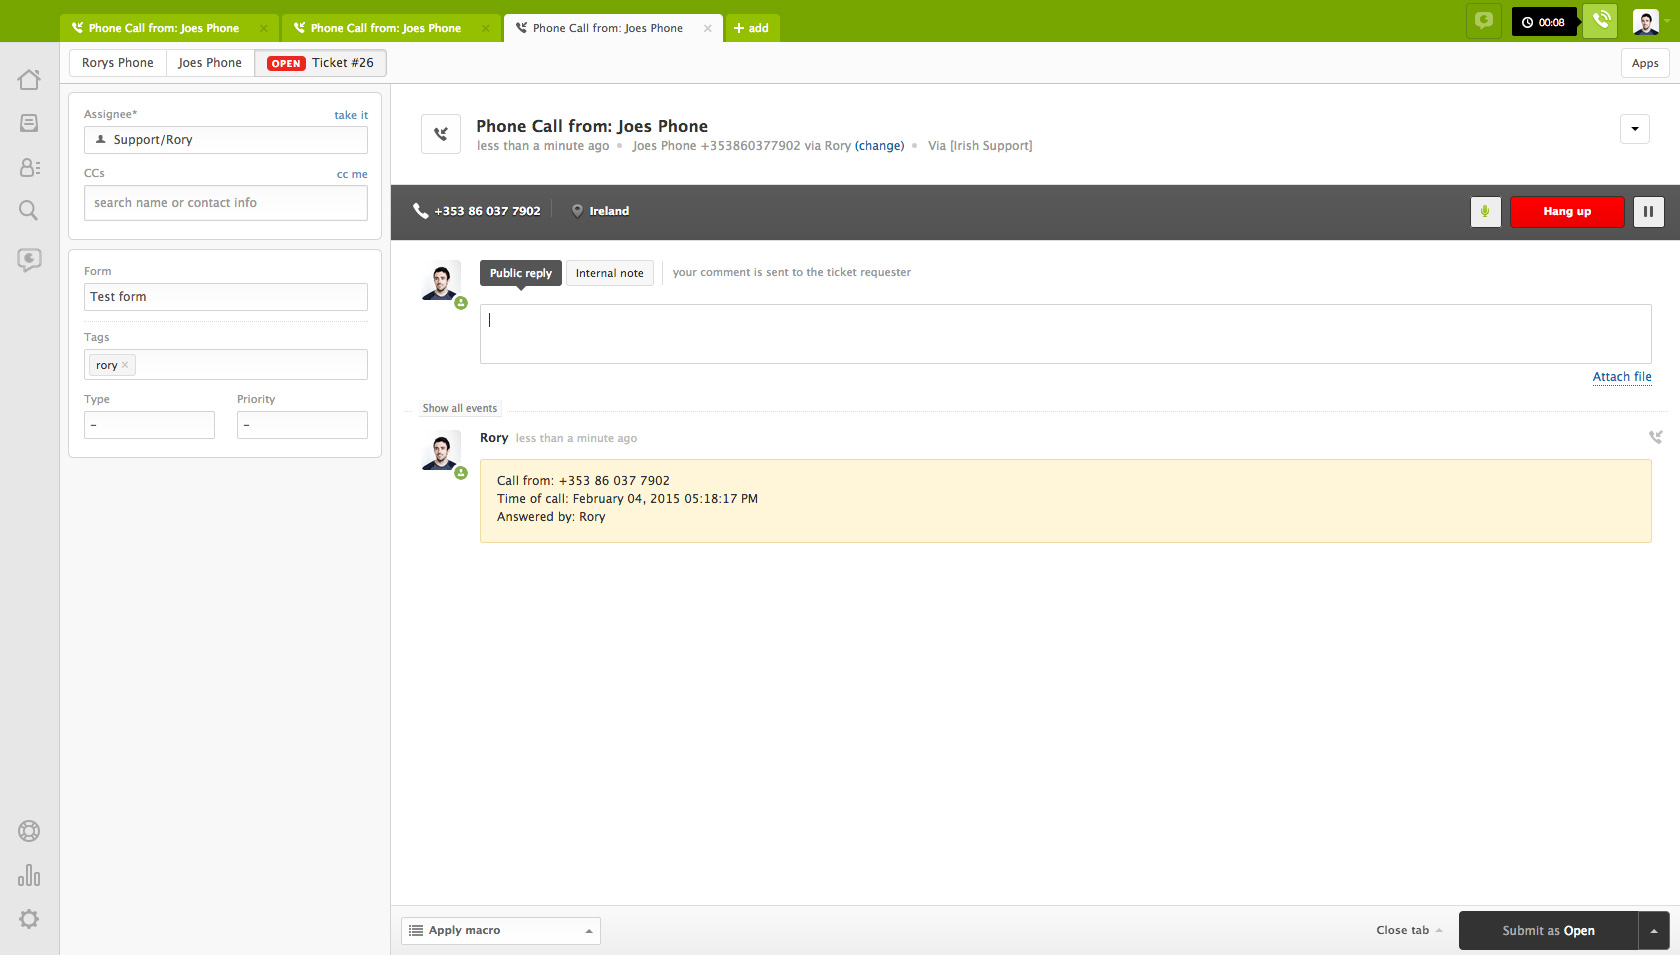 Phone Call from: Joes Phone × Phone Call from: Joes Phone × Phone Call from: Joes Phone × + add 00:08
Rorys Phone Joes Phone OPEN Ticket #26 Apps
Assignee* take it
Support/Rory
CCs cc me
search name or contact info
Form
Test form
Tags
rory ×
Type Priority
– –
Phone Call from: Joes Phone
less than a minute ago • Joes Phone +353860377902 via Rory (change) • Via [Irish Support]
+353 86 037 7902 Ireland Hang up
Public reply Internal note your comment is sent to the ticket requester
Attach file
Show all events
Rory less than a minute ago
Call from: +353 86 037 7902
Time of call: February 04, 2015 05:18:17 PM
Answered by: Rory
Apply macro Close tab Submit as Open